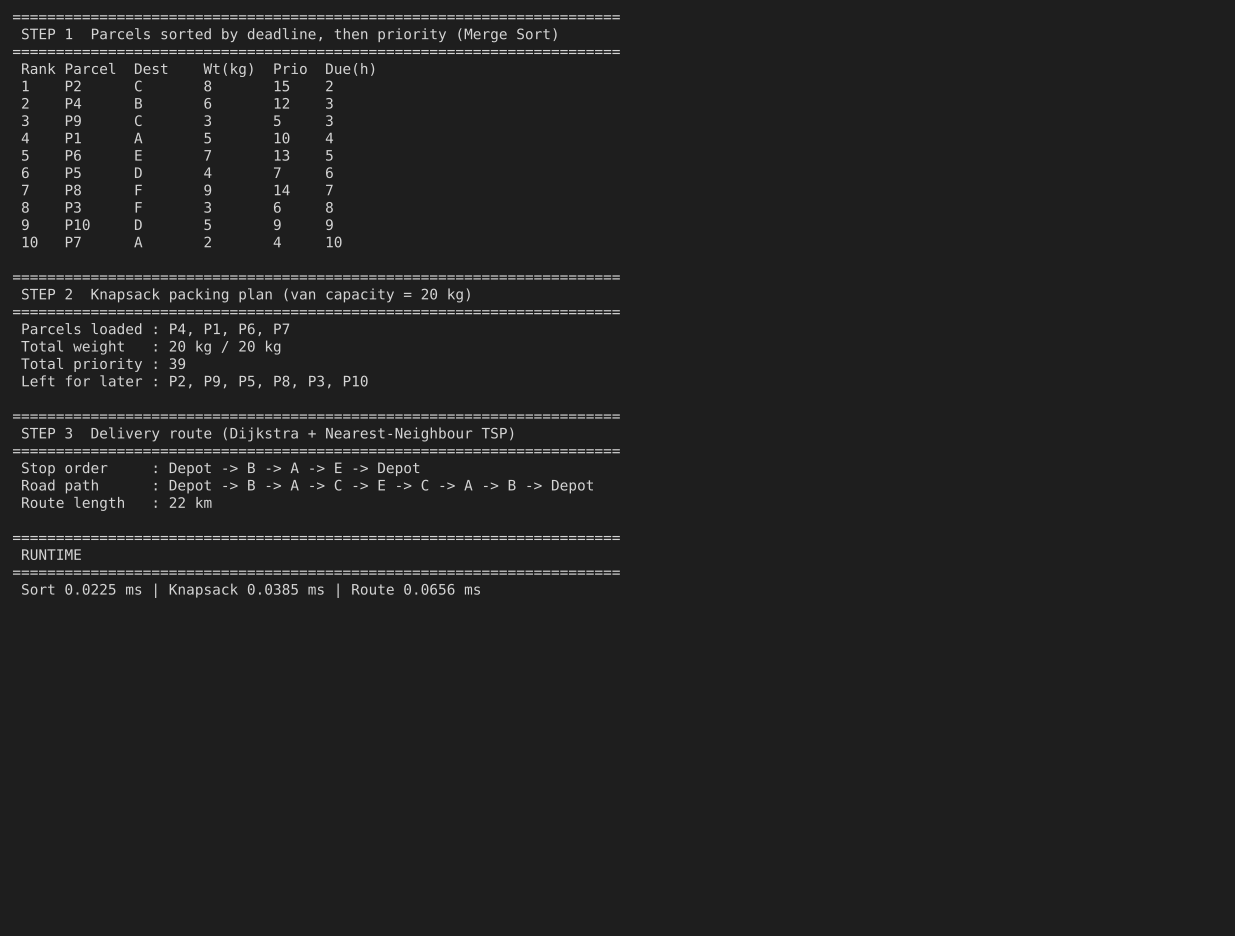 ======================================================================
STEP 1  Parcels sorted by deadline, then priority (Merge Sort)
======================================================================
Rank Parcel  Dest    Wt(kg)  Prio  Due(h)
1    P2      C       8       15    2
2    P4      B       6       12    3
3    P9      C       3       5     3
4    P1      A       5       10    4
5    P6      E       7       13    5
6    P5      D       4       7     6
7    P8      F       9       14    7
8    P3      F       3       6     8
9    P10     D       5       9     9
10   P7      A       2       4     10
======================================================================
STEP 2  Knapsack packing plan (van capacity = 20 kg)
======================================================================
Parcels loaded : P4, P1, P6, P7
Total weight   : 20 kg / 20 kg
Total priority : 39
Left for later : P2, P9, P5, P8, P3, P10
======================================================================
STEP 3  Delivery route (Dijkstra + Nearest-Neighbour TSP)
======================================================================
Stop order     : Depot -> B -> A -> E -> Depot
Road path      : Depot -> B -> A -> C -> E -> C -> A -> B -> Depot
Route length   : 22 km
======================================================================
RUNTIME
======================================================================
Sort 0.0225 ms | Knapsack 0.0385 ms | Route 0.0656 ms